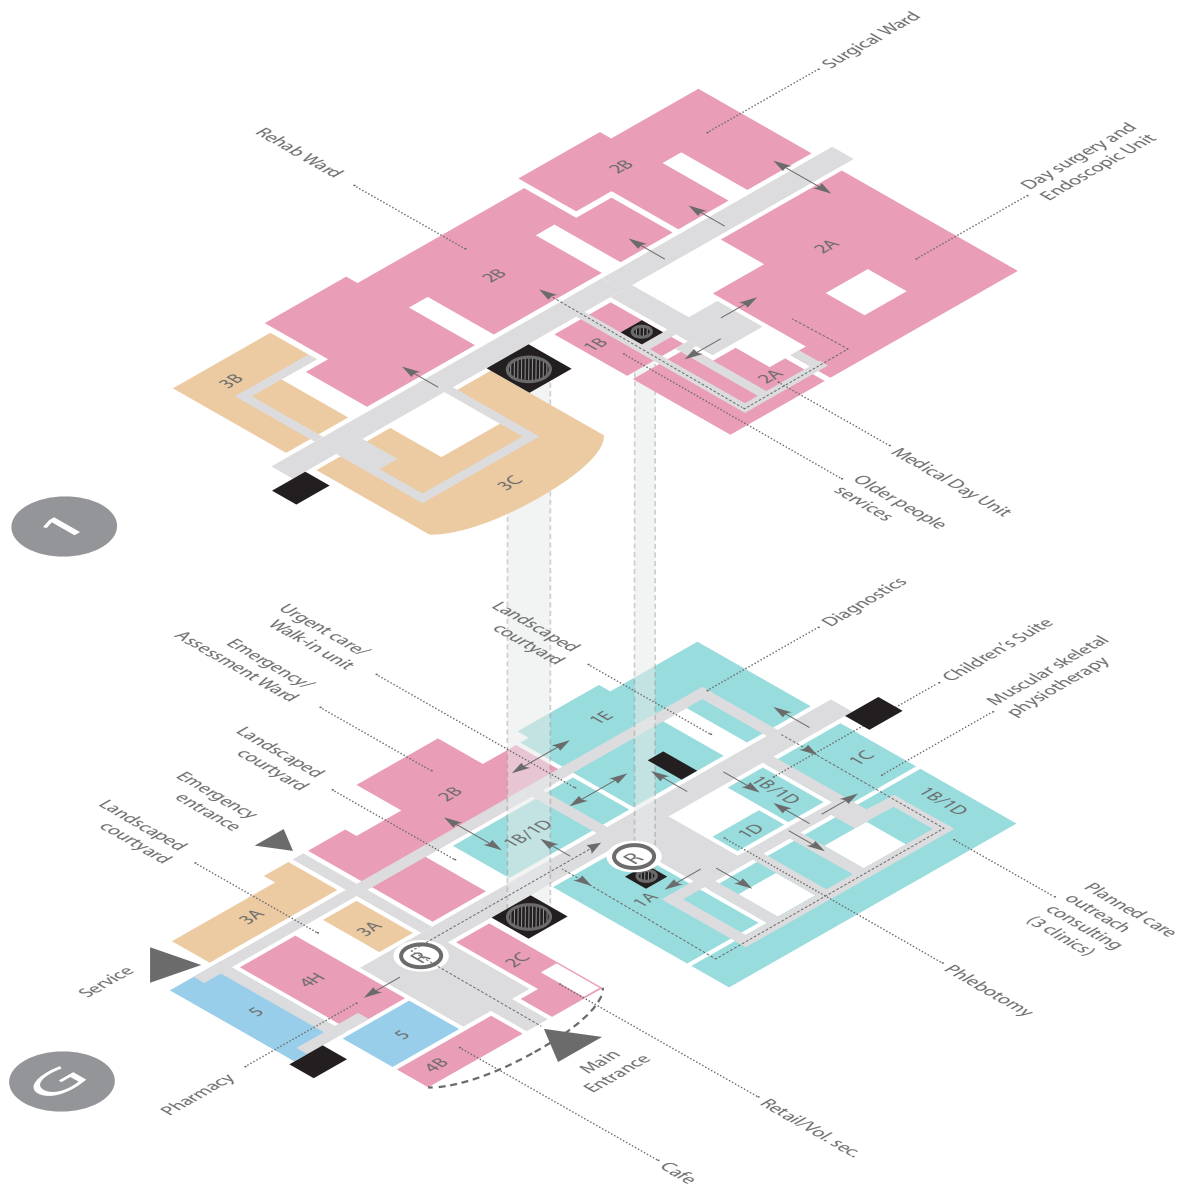 Surgical Ward
Rehab Ward
Day surgery and
Endoscopic Unit
2B
2A
2B
1B
2A
3B
3C
Medical Day Unit
Older people
services
1
Diagnostics
Landscaped
courtyard
Urgent care/
Walk-in unit
Emergency/
Assessment Ward
Children's Suite
Muscular skeletal
physiotherapy
Landscaped
courtyard
Emergency
entrance
Landscaped
courtyard
1E
1C
2B
1B/1D
1B/1D
1D
1B/1D
R
1A
3A
3A
R
2C
4H
5
5
4B
Service
Planned care
outreach
consulting
(3 clinics)
Phlebotomy
Main
Entrance
Pharmacy
Retail/Vol. sec.
Cafe
G